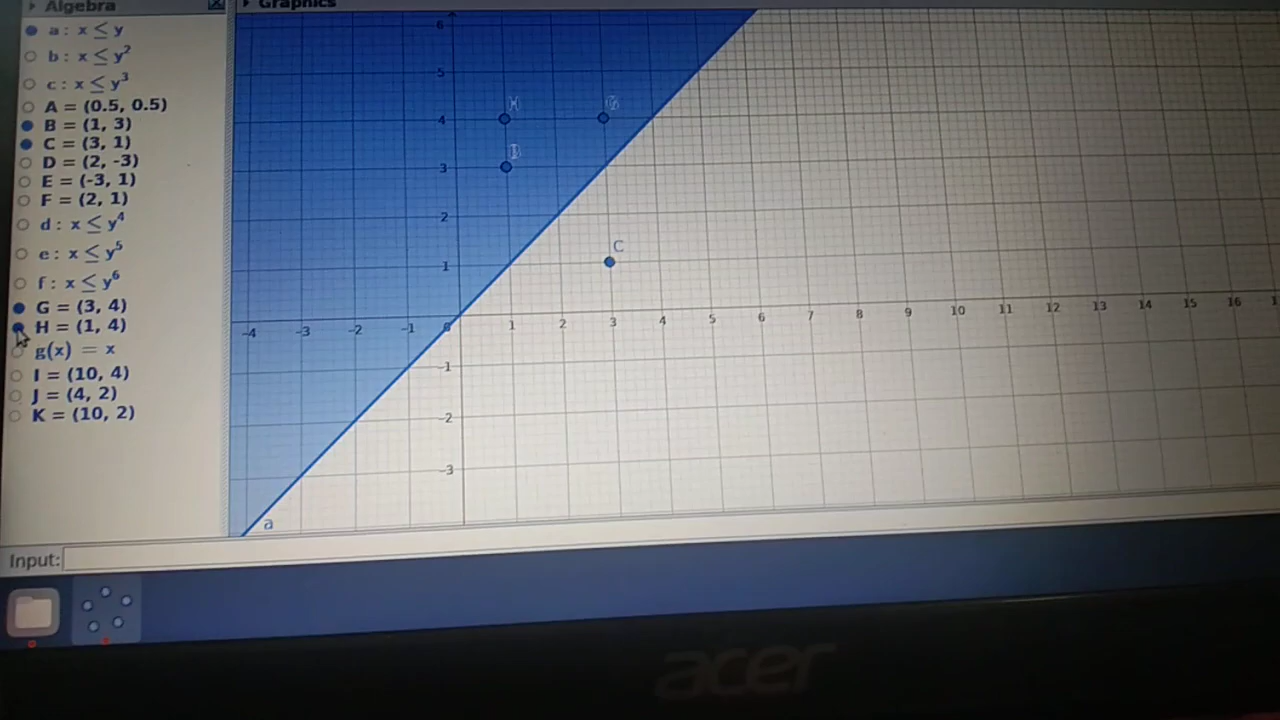 Algebra
Graphics
a : x ≤ y
b : x ≤ y²
c : x ≤ y³
A = (0.5, 0.5)
B = (1, 3)
C = (3, 1)
D = (2, -3)
E = (-3, 1)
F = (2, 1)
d : x ≤ y⁴
e : x ≤ y⁵
f : x ≤ y⁶
G = (3, 4)
H = (1, 4)
g(x) = x
I = (10, 4)
J = (4, 2)
K = (10, 2)
6
5
4
3
2
1
0
-1
-2
-3
-4 -3 -2 -1 1 2 3 4 5 6 7 8 9 10 11 12 13 14 15 16
H G
C
a
Input:
acer